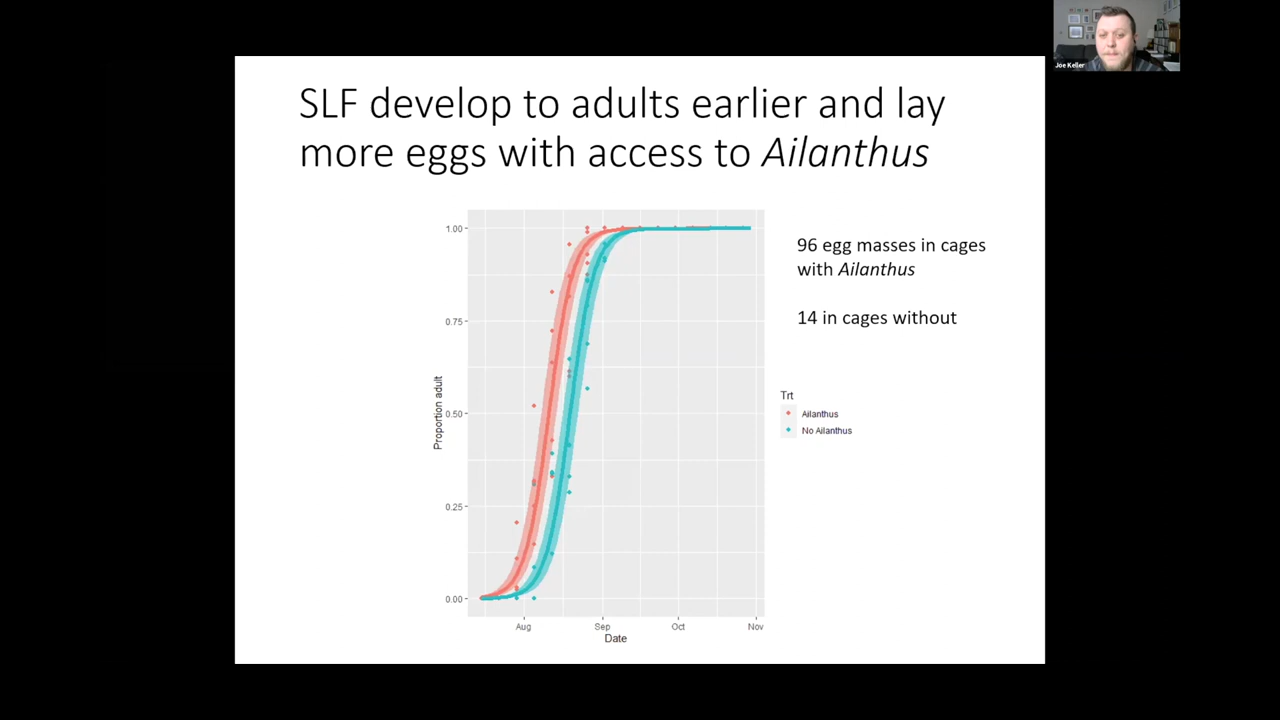 Joe Keller
SLF develop to adults earlier and lay
more eggs with access to Ailanthus
1.00
0.75
0.50
0.25
0.00
Proportion adult
Aug
Sep
Oct
Nov
Date
96 egg masses in cages
with Ailanthus
14 in cages without
Trt
Ailanthus
No Ailanthus